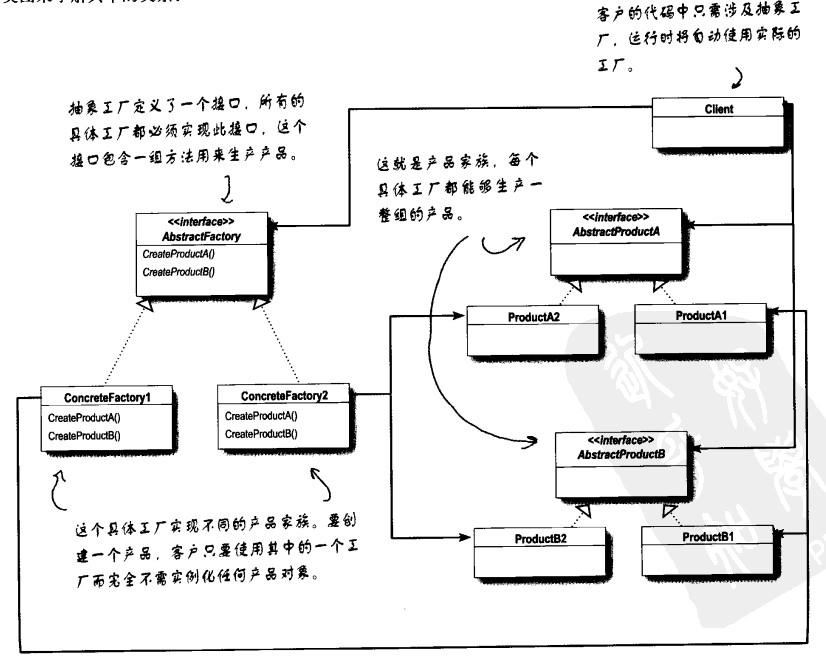 客户的代码中只需涉及抽象工
厂，运行时将自动使用实际的
工厂。
抽象工厂定义了一个接口，所有的
具体工厂都必须实现此接口，这个
接口包含一组方法用来生产产品。
Client
这就是产品家族，每个
具体工厂都能够生产一
整组的产品。
<<interface>>
AbstractFactory
CreateProductA()
CreateProductB()
<<interface>>
AbstractProductA
ProductA2
ProductA1
ConcreteFactory1
CreateProductA()
CreateProductB()
ConcreteFactory2
CreateProductA()
CreateProductB()
<<interface>>
AbstractProductB
ProductB2
ProductB1
这个具体工厂实现不同的产品家族。要创
建一个产品，客户只要使用其中的一个工
厂而完全不需实例化任何产品对象。